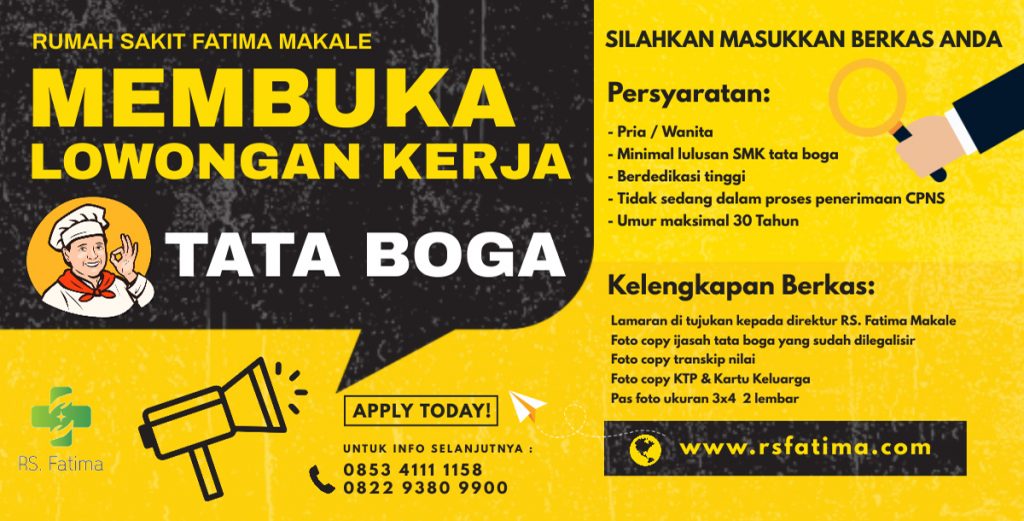 RUMAH SAKIT FATIMA MAKALE
MEMBUKA
LOWONGAN KERJA
TATA BOGA
RS. Fatima
APPLY TODAY!
UNTUK INFO SELANJUTNYA :
0853 4111 1158
0822 9380 9900
SILAHKAN MASUKKAN BERKAS ANDA
Persyaratan:
- Pria / Wanita
- Minimal lulusan SMK tata boga
- Berdedikasi tinggi
- Tidak sedang dalam proses penerimaan CPNS
- Umur maksimal 30 Tahun
Kelengkapan Berkas:
Lamaran di tujukan kepada direktur RS. Fatima Makale
Foto copy ijasah tata boga yang sudah dilegalisir
Foto copy transkip nilai
Foto copy KTP & Kartu Keluarga
Pas foto ukuran 3x4 2 lembar
www.rsfatima.com